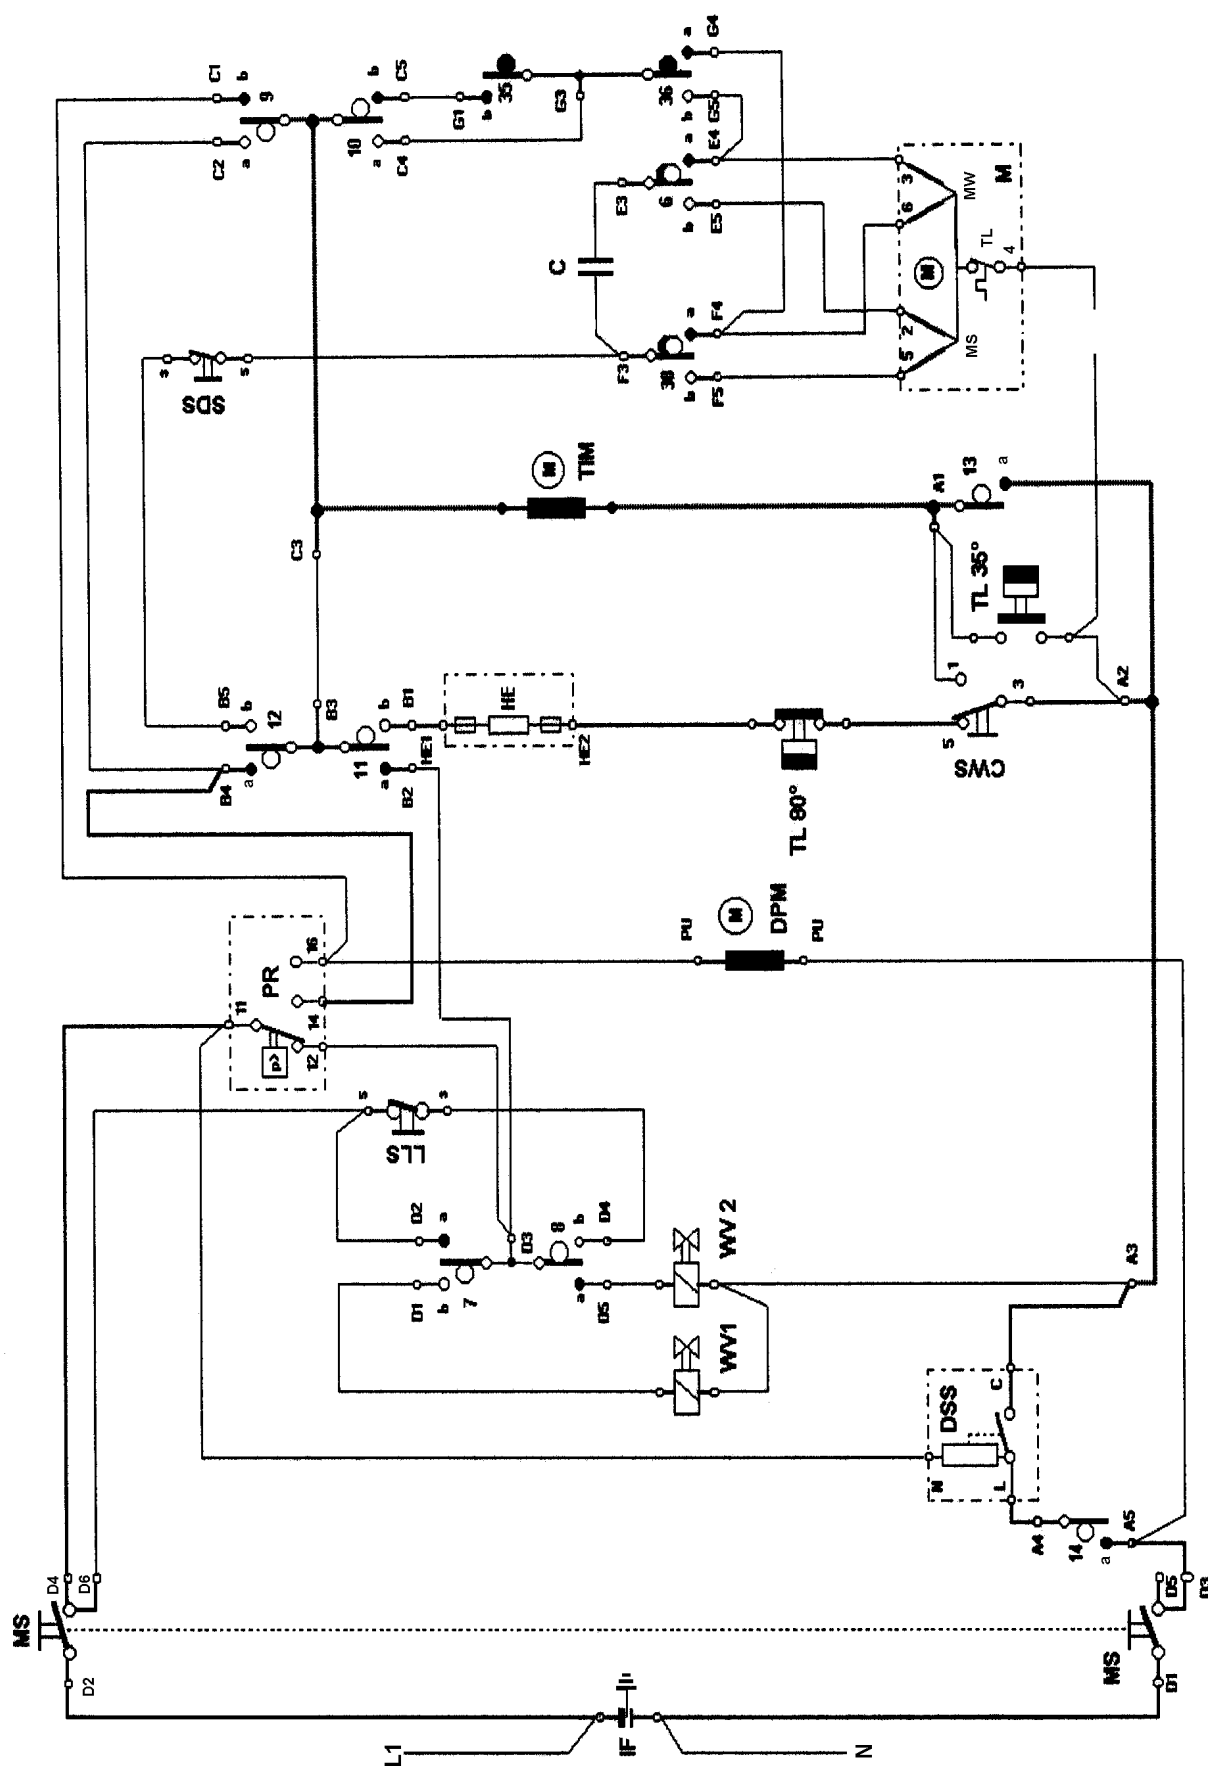 MS
D2
D4
D6
L1
IF
N
MS
D1
D5
D3
A5
a
14
A4
DSS
N
L
C
A3
WV1
WV 2
D1
b
7
D2
a
D3
8
b
D4
a
D5
LLS
s
s
PR
p>
11
12
14
16
PU
DPM
M
PU
B4
a
B5
b
12
B3
11
a
B2
b
B1
HE1
HE
HE2
TL 80°
CWS
5
1
3
A2
TL 35°
A1
13
a
C3
TIM
M
SDS
s
s
C2
a
C1
b
9
10
a
C4
b
C5
G1
b
35
G3
36
a
G4
b
G5
C
E3
6
a
E4
b
E5
F3
38
a
F4
b
F5
M
M
5
2
6
3
MS
MW
TL
4